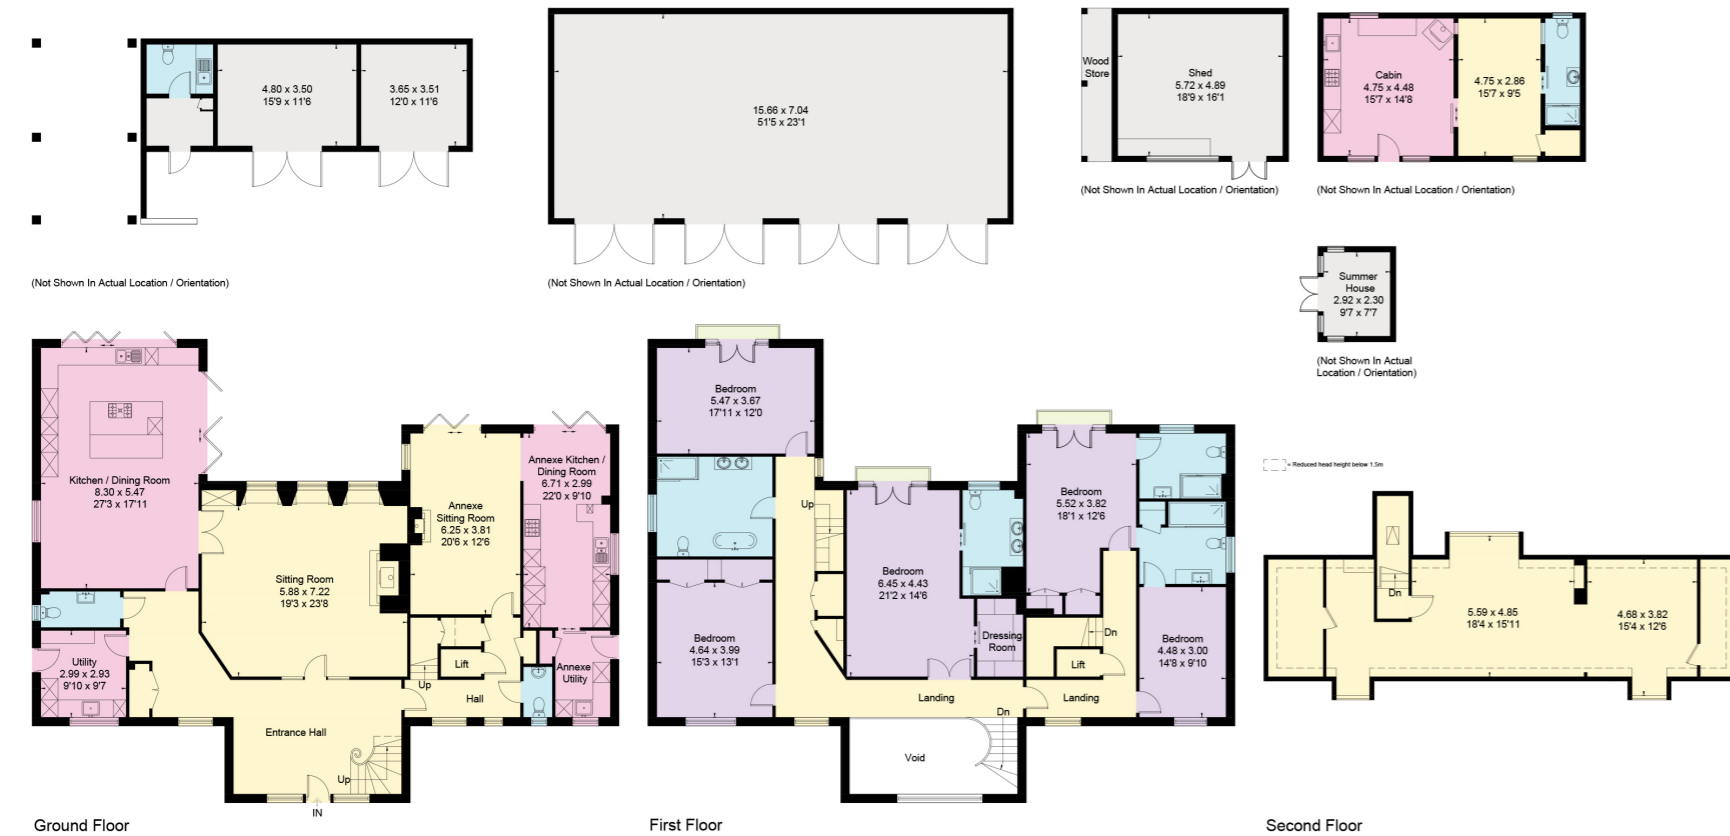 4.80 x 3.50
15'9 x 11'6
3.65 x 3.51
12'0 x 11'6
(Not Shown In Actual Location / Orientation)
15.66 x 7.04
51'5 x 23'1
(Not Shown In Actual Location / Orientation)
Wood
Store
Shed
5.72 x 4.89
18'9 x 16'1
(Not Shown In Actual Location / Orientation)
Cabin
4.75 x 4.48
15'7 x 14'8
4.75 x 2.86
15'7 x 9'5
(Not Shown In Actual Location / Orientation)
Summer
House
2.92 x 2.30
9'7 x 7'7
(Not Shown In Actual
Location / Orientation)
Kitchen / Dining Room
8.30 x 5.47
27'3 x 17'11
Sitting Room
5.88 x 7.22
19'3 x 23'8
Annexe
Sitting Room
6.25 x 3.81
20'6 x 12'6
Annexe Kitchen /
Dining Room
6.71 x 2.99
22'0 x 9'10
Utility
2.99 x 2.93
9'10 x 9'7
Lift
Up
Hall
Annexe
Utility
Entrance Hall
Up
IN
Ground Floor
Bedroom
5.47 x 3.67
17'11 x 12'0
Up
Bedroom
6.45 x 4.43
21'2 x 14'6
Bedroom
5.52 x 3.82
18'1 x 12'6
Bedroom
4.64 x 3.99
15'3 x 13'1
Dressing
Room
Dn
Lift
Bedroom
4.48 x 3.00
14'8 x 9'10
Landing
Landing
Dn
Void
First Floor
= Reduced head height below 1.5m
Dn
5.59 x 4.85
18'4 x 15'11
4.68 x 3.82
15'4 x 12'6
Second Floor